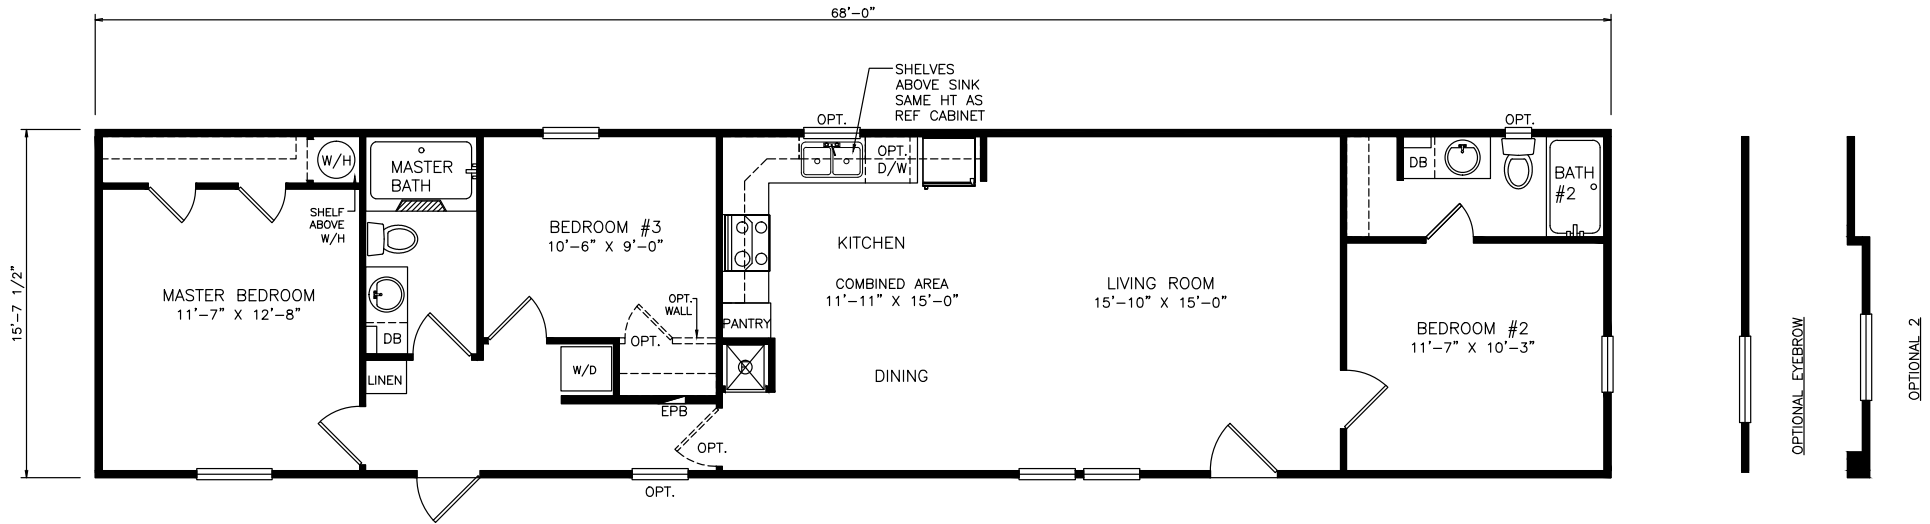 68'-0"
SHELVES
ABOVE SINK
SAME HT AS
REF CABINET
OPT.
OPT.
15'-7 1/2"
W/H
MASTER
BATH
SHELF
ABOVE
W/H
MASTER BEDROOM
11'-7" X 12'-8"
DB
LINEN
BEDROOM #3
10'-6" X 9'-0"
OPT.
WALL
OPT.
W/D
EPB
OPT.
OPT.
OPT.
D/W
PANTRY
KITCHEN
COMBINED AREA
11'-11" X 15'-0"
DINING
LIVING ROOM
15'-10" X 15'-0"
DB
BATH
#2
BEDROOM #2
11'-7" X 10'-3"
OPTIONAL EYEBROW
OPTIONAL 2